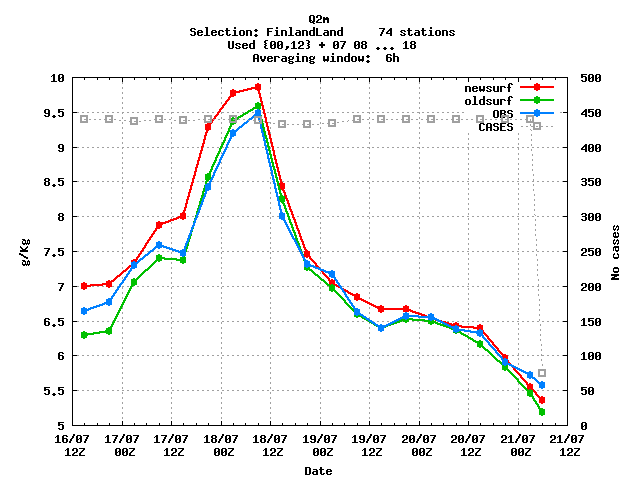 Q2m
Selection: FinlandLand     74 stations
Used {00,12} + 07 08 ... 18
Averaging window:  6h
newsurf
oldsurf
OBS
CASES
10
9.5
9
8.5
8
7.5
7
6.5
6
5.5
5
500
450
400
350
300
250
200
150
100
50
0
g/Kg
No cases
16/07 17/07 17/07 18/07 18/07 19/07 19/07 20/07 20/07 21/07 21/07
12Z 00Z 12Z 00Z 12Z 00Z 12Z 00Z 12Z 00Z 12Z
Date